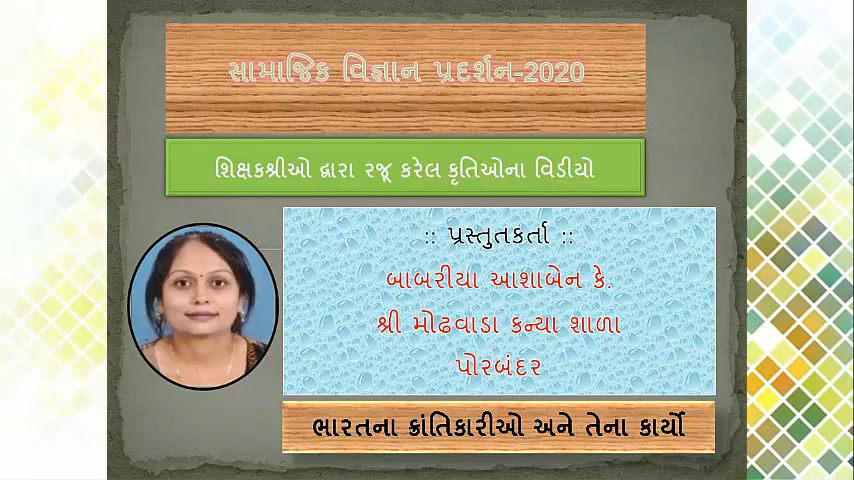 સામાજિક વિજ્ઞાન પ્રદર્શન-2020
શિક્ષકશ્રીઓ દ્વારા રજૂ કરેલ કૃતિઓના વિડીયો
:: પ્રસ્તુતકર્તા ::
બાબરીયા આશાબેન કે.
શ્રી મોઢવાડા કન્યા શાળા
પોરબંદર
ભારતના ક્રાંતિકારીઓ અને તેના કાર્યો